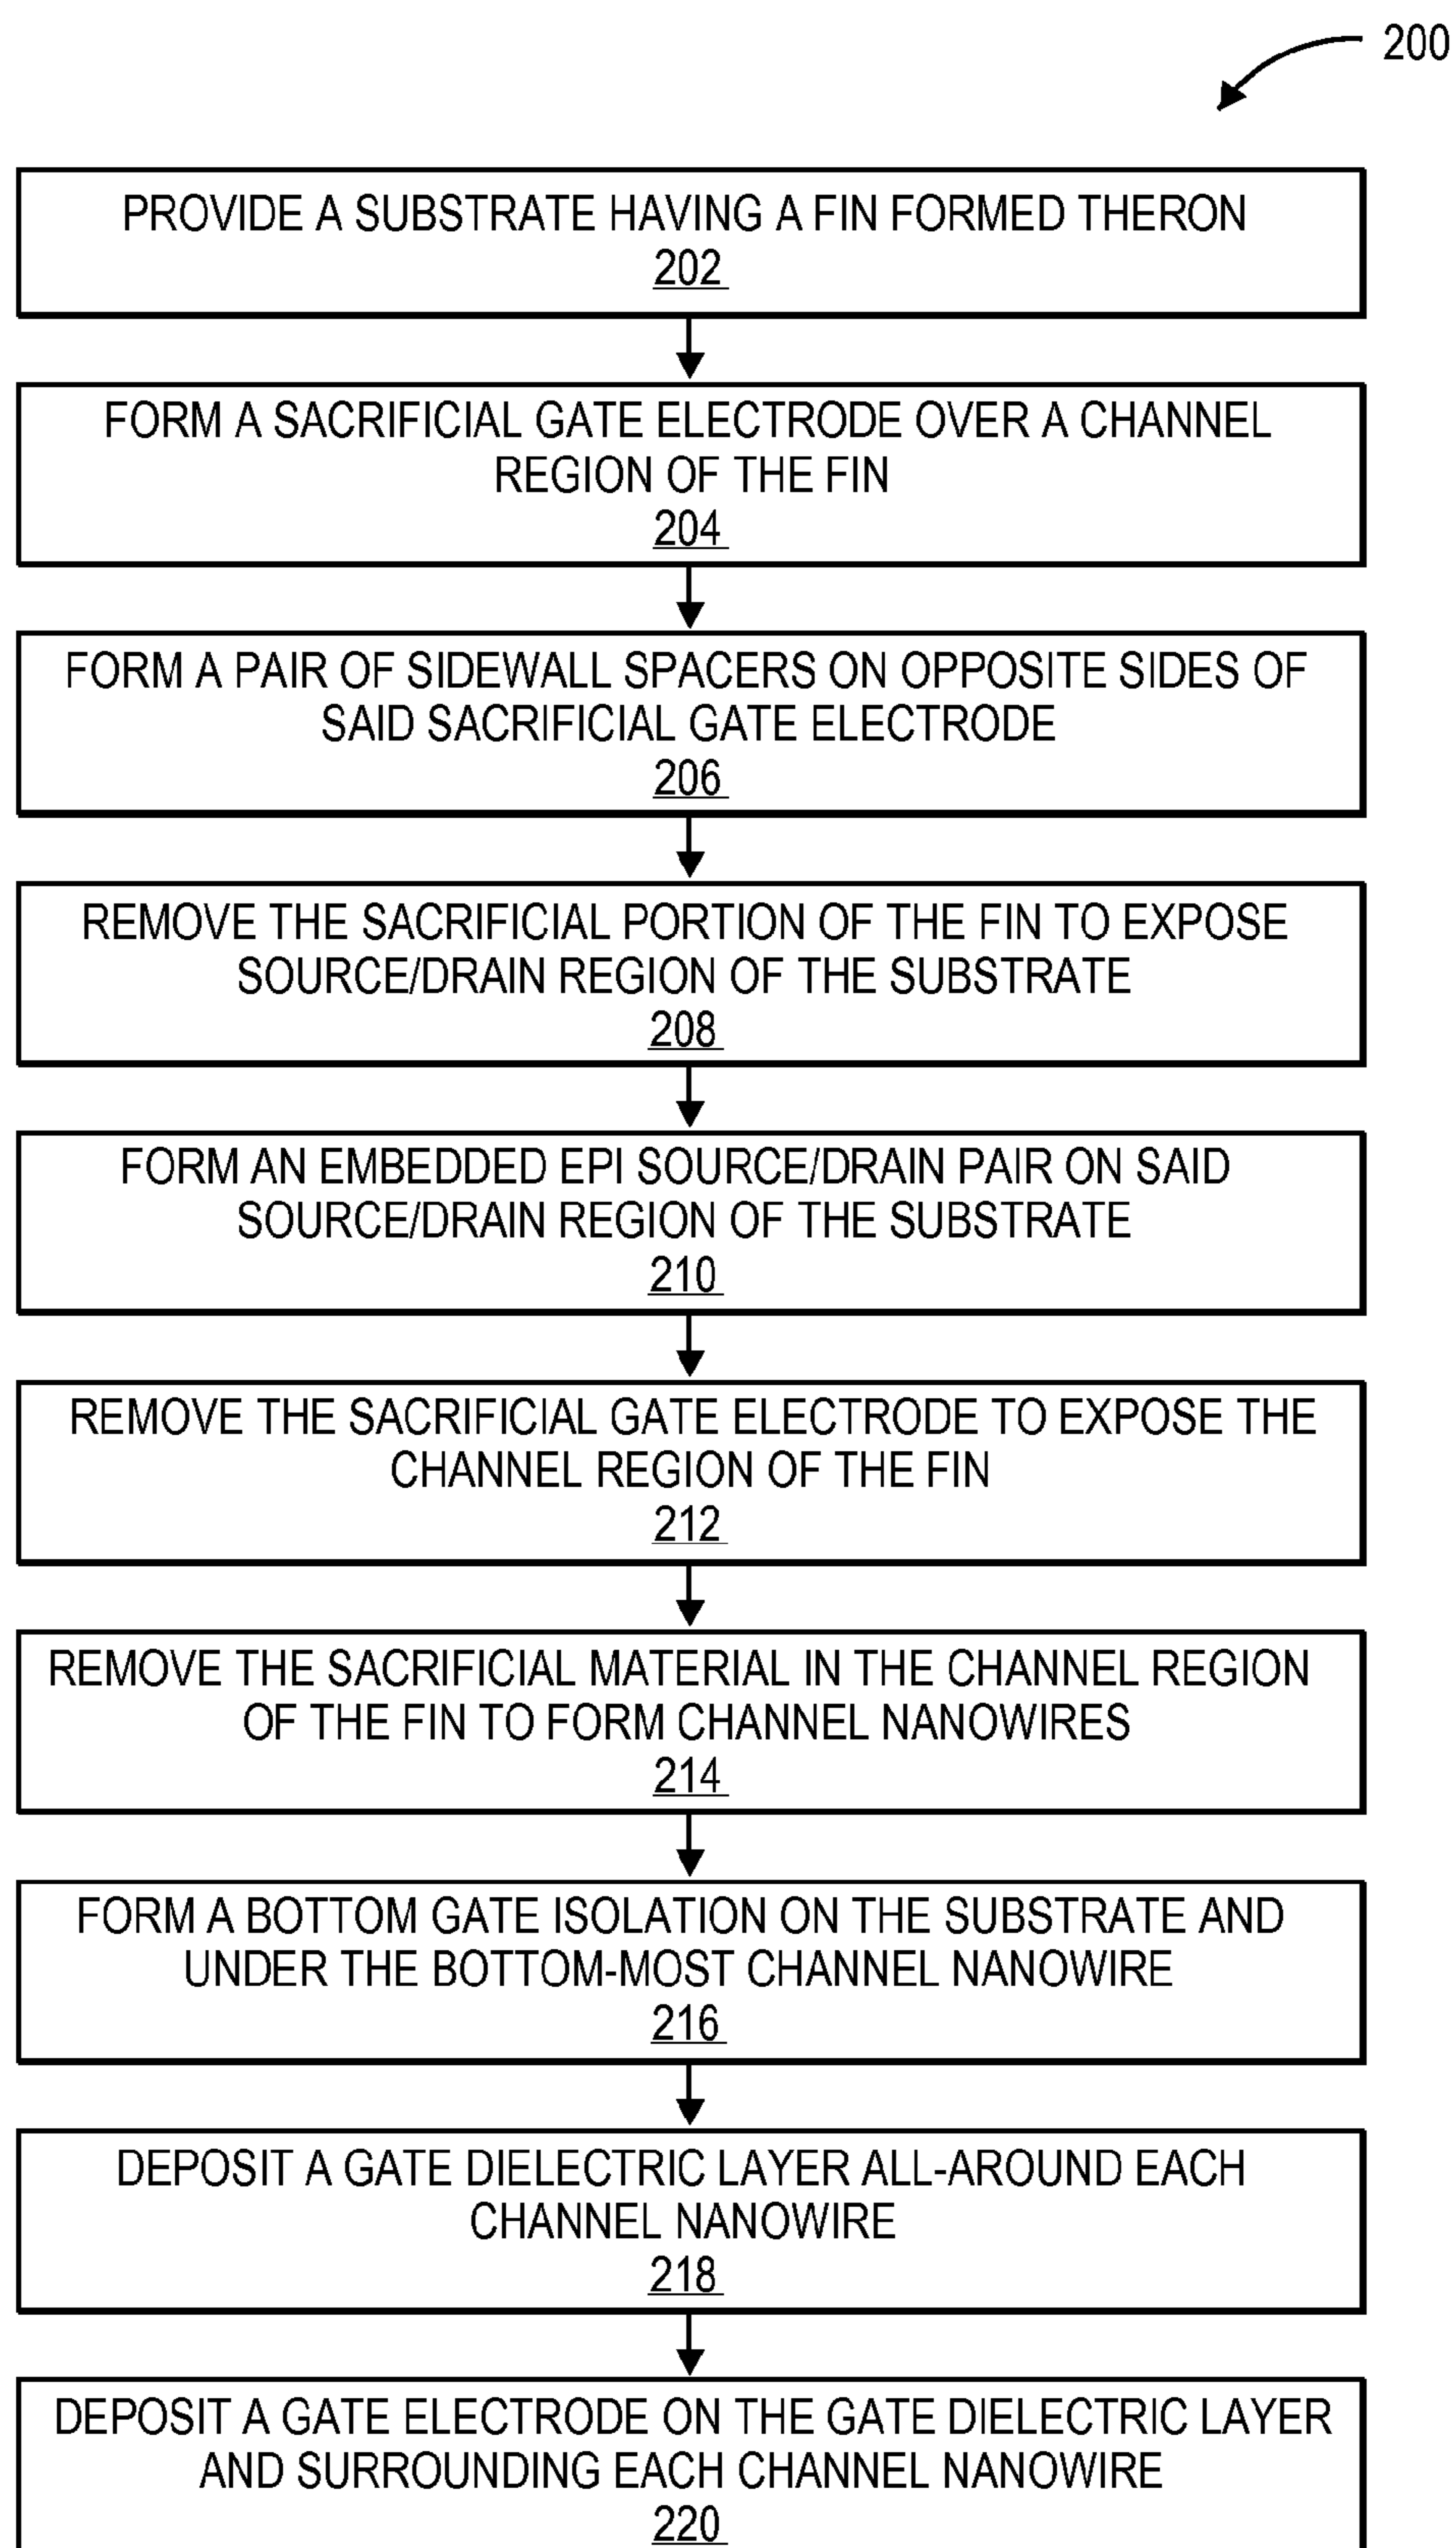 200
PROVIDE A SUBSTRATE HAVING A FIN FORMED THERON
202
FORM A SACRIFICIAL GATE ELECTRODE OVER A CHANNEL
REGION OF THE FIN
204
FORM A PAIR OF SIDEWALL SPACERS ON OPPOSITE SIDES OF
SAID SACRIFICIAL GATE ELECTRODE
206
REMOVE THE SACRIFICIAL PORTION OF THE FIN TO EXPOSE
SOURCE/DRAIN REGION OF THE SUBSTRATE
208
FORM AN EMBEDDED EPI SOURCE/DRAIN PAIR ON SAID
SOURCE/DRAIN REGION OF THE SUBSTRATE
210
REMOVE THE SACRIFICIAL GATE ELECTRODE TO EXPOSE THE
CHANNEL REGION OF THE FIN
212
REMOVE THE SACRIFICIAL MATERIAL IN THE CHANNEL REGION
OF THE FIN TO FORM CHANNEL NANOWIRES
214
FORM A BOTTOM GATE ISOLATION ON THE SUBSTRATE AND
UNDER THE BOTTOM-MOST CHANNEL NANOWIRE
216
DEPOSIT A GATE DIELECTRIC LAYER ALL-AROUND EACH
CHANNEL NANOWIRE
218
DEPOSIT A GATE ELECTRODE ON THE GATE DIELECTRIC LAYER
AND SURROUNDING EACH CHANNEL NANOWIRE
220